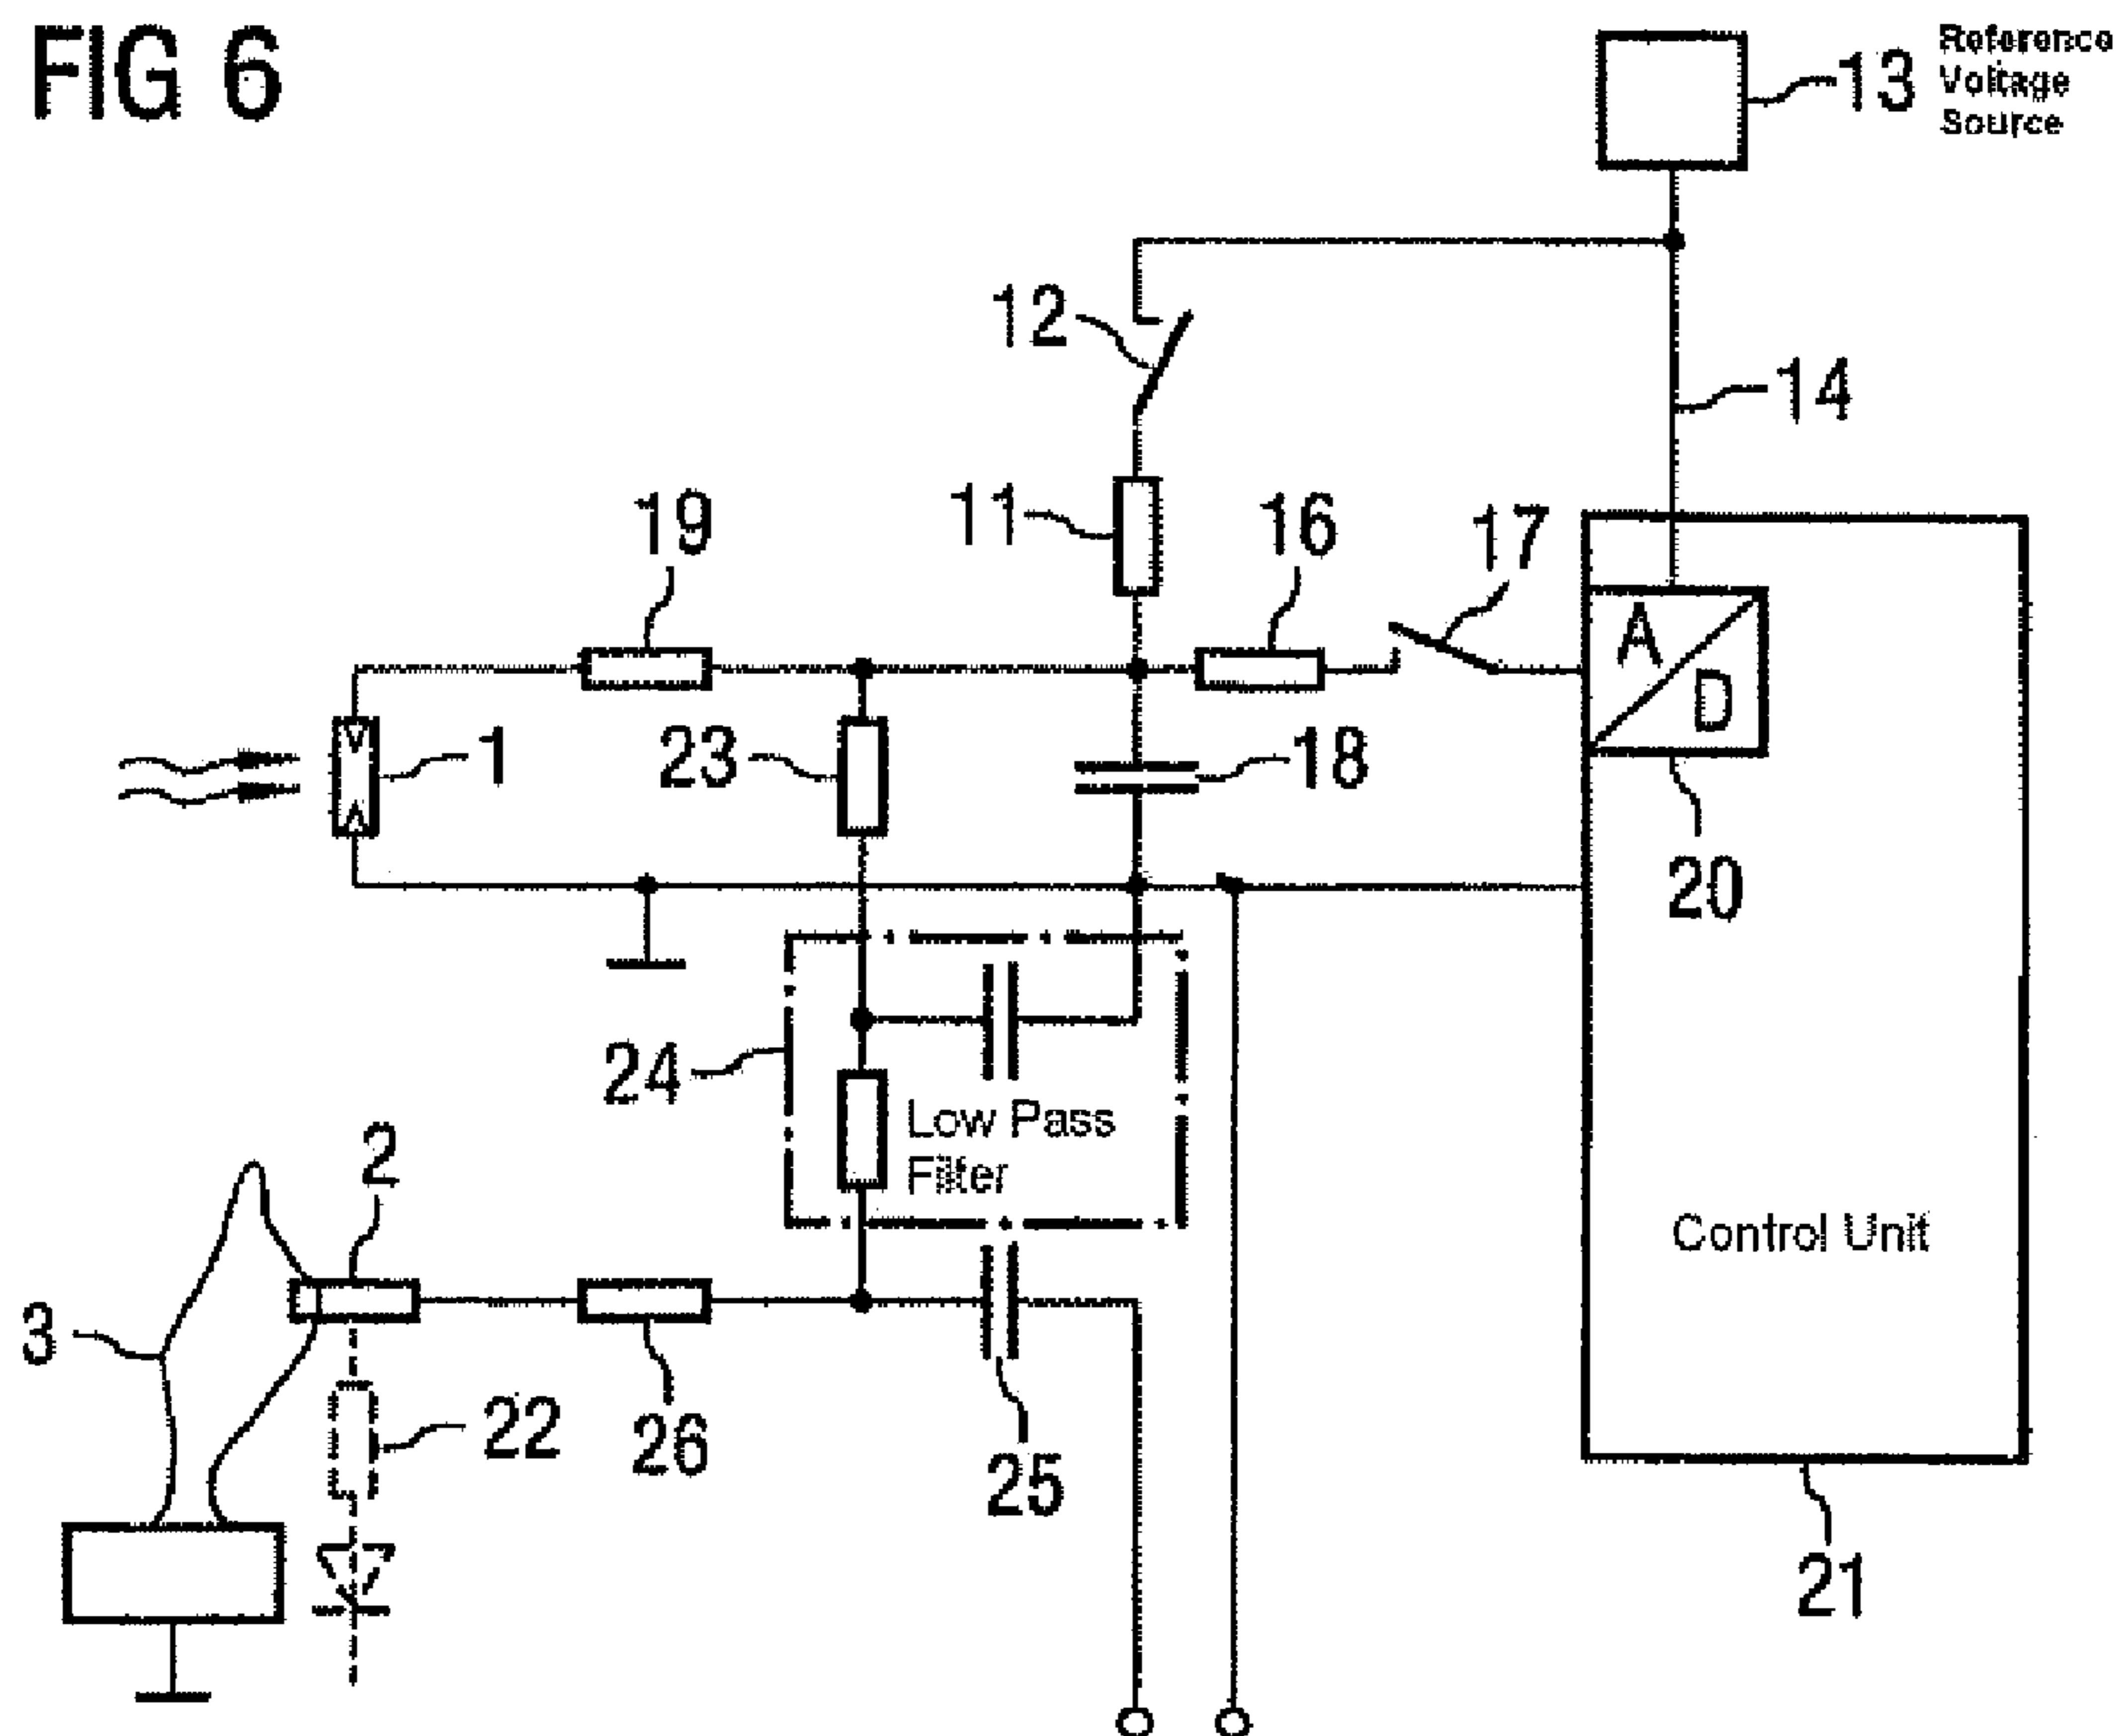 FIG 6
13
Reference
Voltage
Source
12
14
19
11
16
17
A
D
1
23
18
20
24
Low Pass
Filter
2
Control Unit
3
22
26
25
21